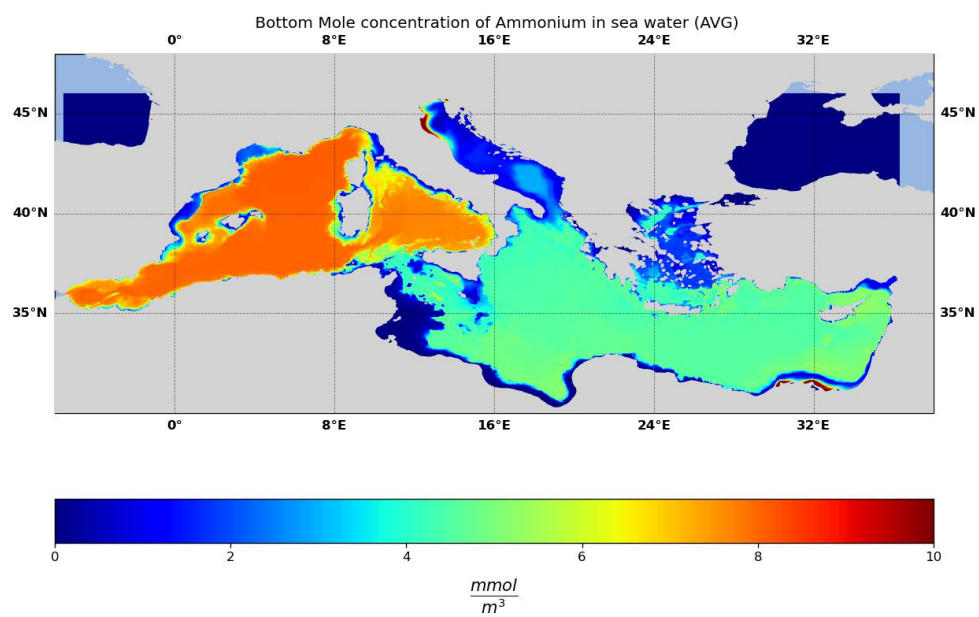 Bottom Mole concentration of Ammonium in sea water (AVG)
0° 8°E 16°E 24°E 32°E
45°N 45°N
40°N 40°N
35°N 35°N
0° 8°E 16°E 24°E 32°E
0 2 4 6 8 10
mmol
m³